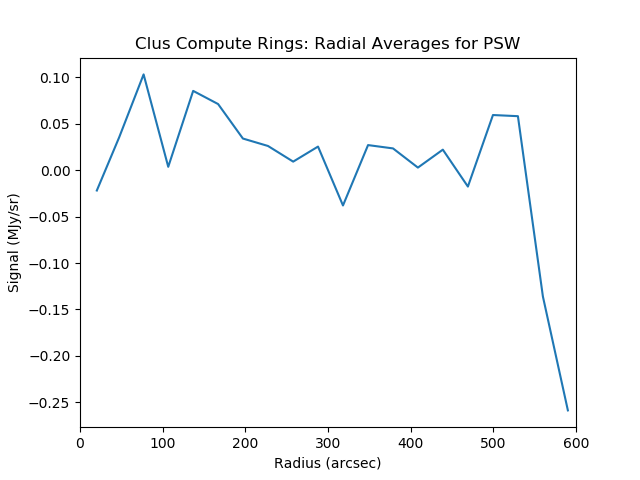 Clus Compute Rings: Radial Averages for PSW
0.10
0.05
0.00
−0.05
−0.10
−0.15
−0.20
−0.25
Signal (MJy/sr)
0 100 200 300 400 500 600
Radius (arcsec)